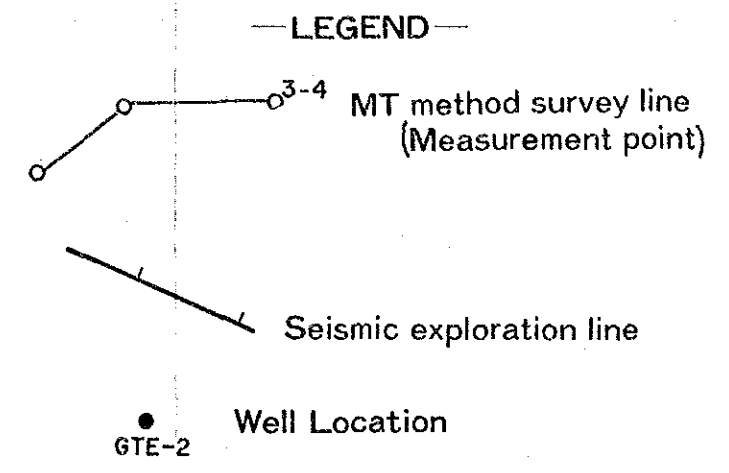 —LEGEND—
3-4
MT method survey line
(Measurement point)
Seismic exploration line
Well Location
GTE-2